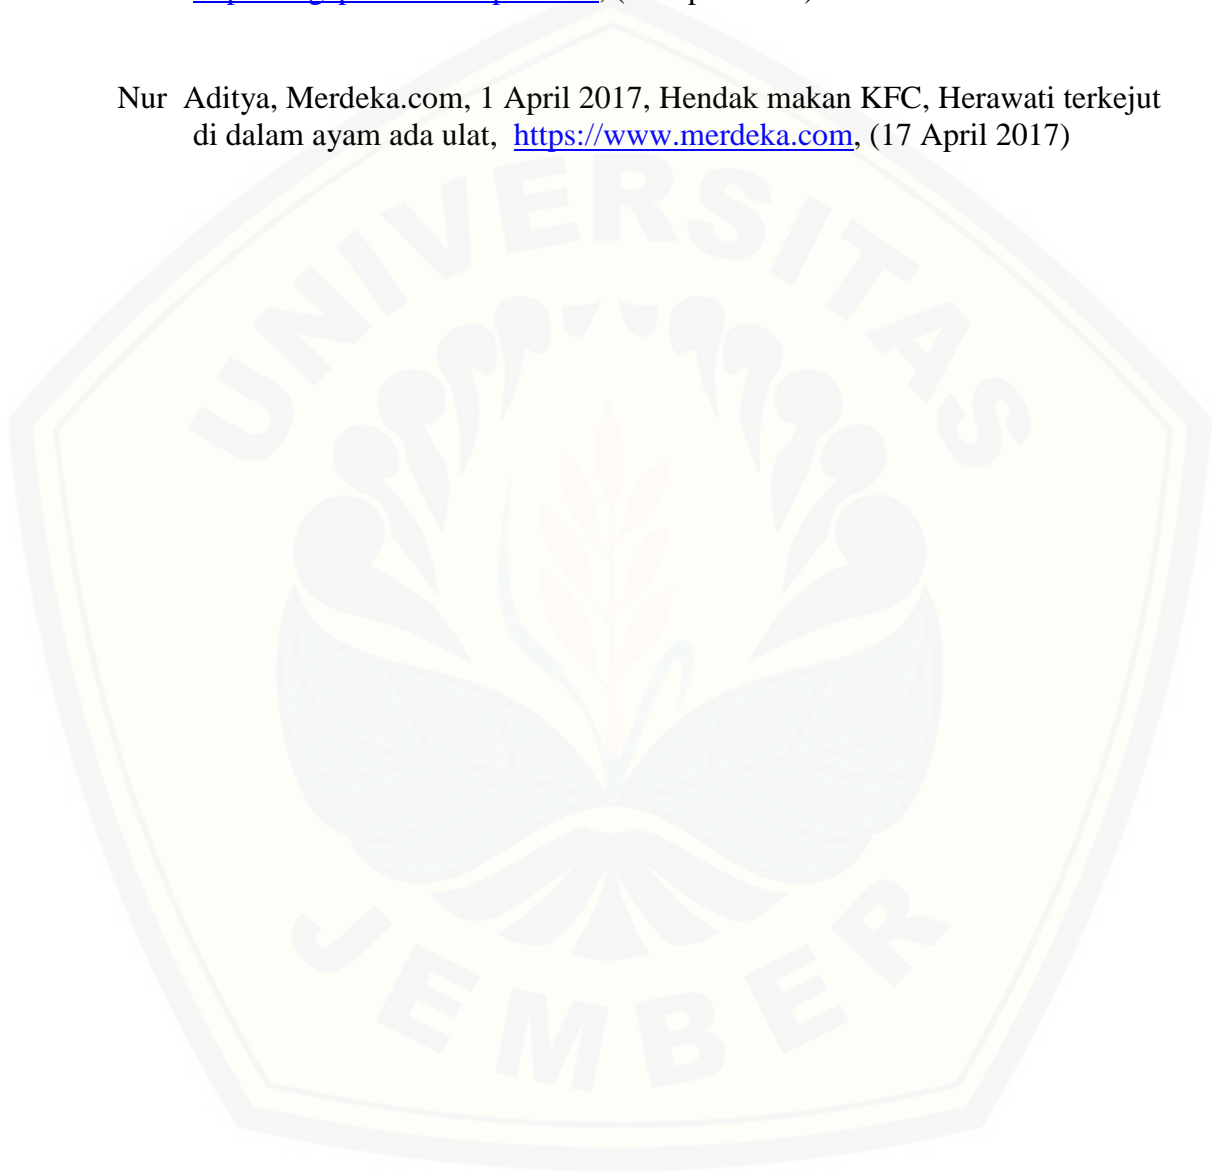 Nur Aditya, Merdeka.com, 1 April 2017, Hendak makan KFC, Herawati terkejut
di dalam ayam ada ulat, https://www.merdeka.com, (17 April 2017)
UNIVERSITAS
JEMBER